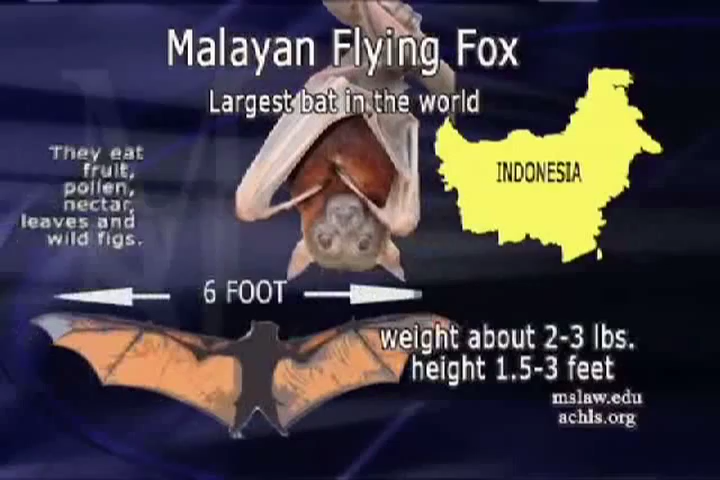 Malayan Flying Fox
Largest bat in the world
They eat
fruit,
pollen,
nectar,
leaves and
wild figs.
INDONESIA
6 FOOT
weight about 2-3 lbs.
height 1.5-3 feet
mslaw.edu
achls.org